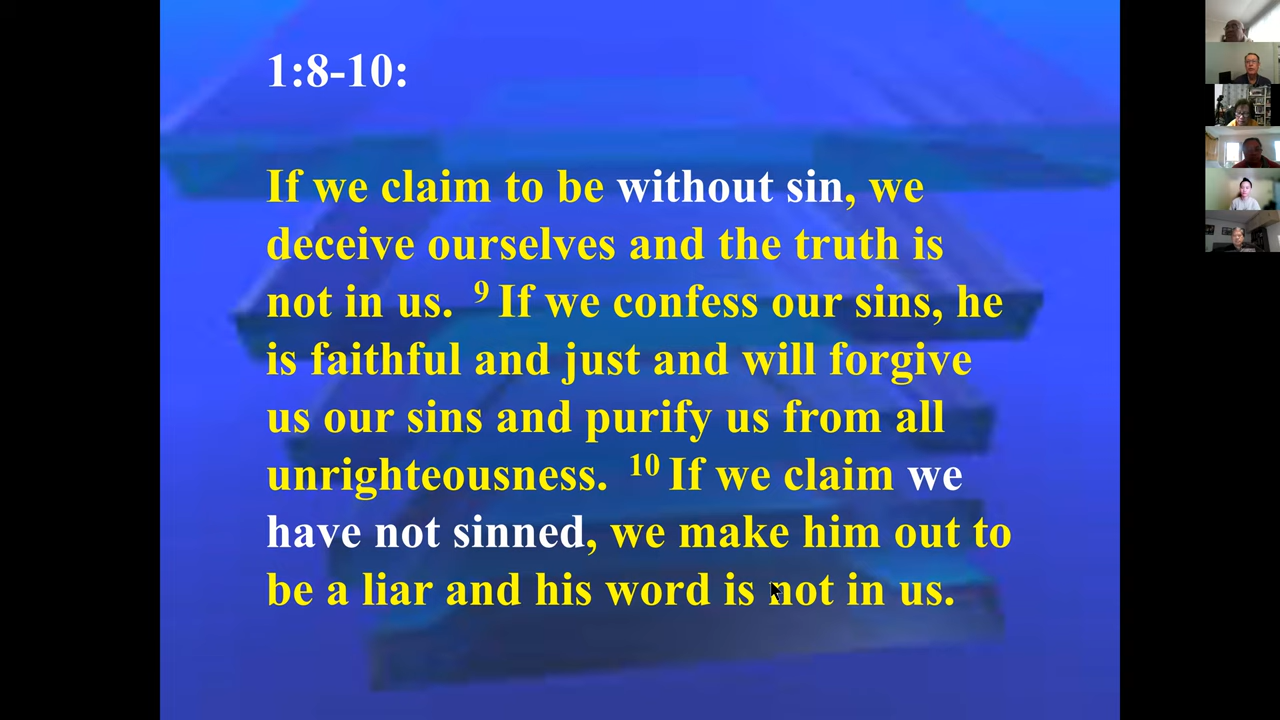 1:8-10:
If we claim to be without sin, we
deceive ourselves and the truth is
not in us. 9 If we confess our sins, he
is faithful and just and will forgive
us our sins and purify us from all
unrighteousness. 10 If we claim we
have not sinned, we make him out to
be a liar and his word is not in us.